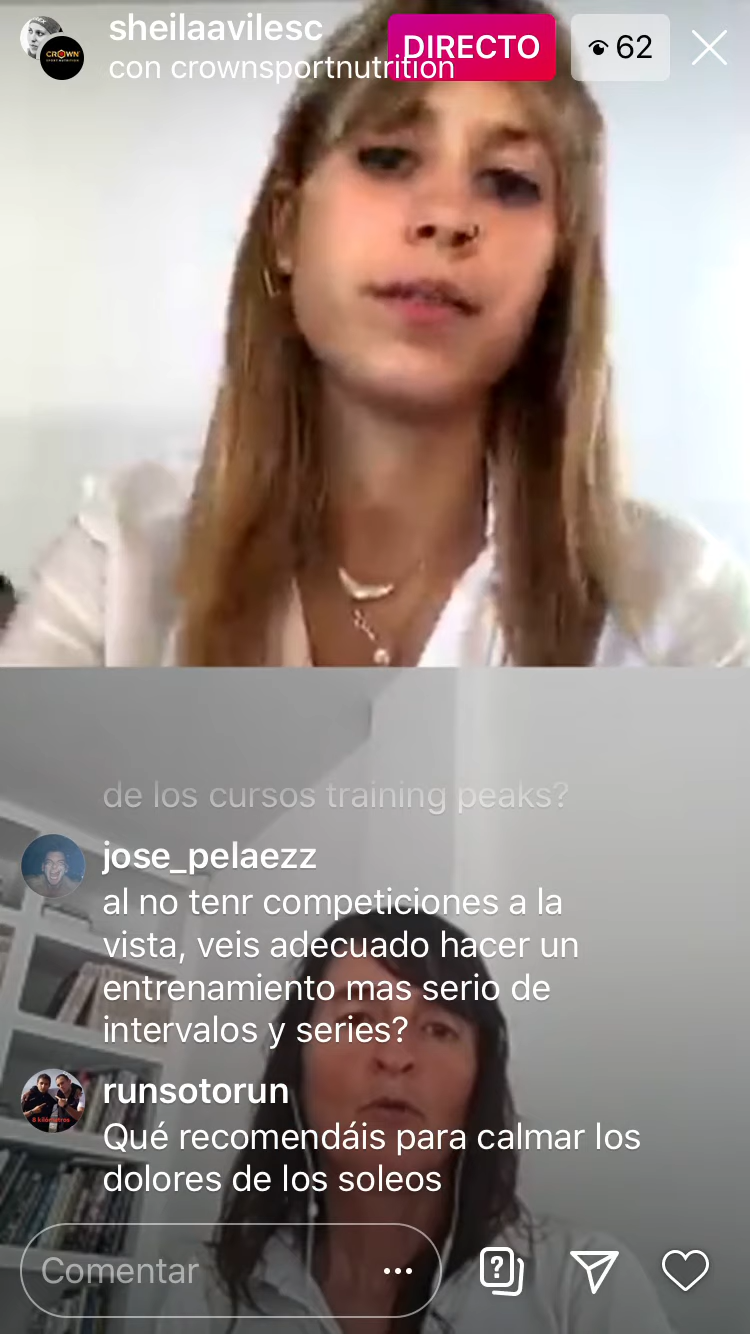 sheilaavilesc
con crownsportnutrition
DIRECTO
62
CROWN
de los cursos training peaks?
jose_pelaezz
al no tenr competiciones a la
vista, veis adecuado hacer un
entrenamiento mas serio de
intervalos y series?
runsotorun
Qué recomendáis para calmar los
dolores de los soleos
Comentar